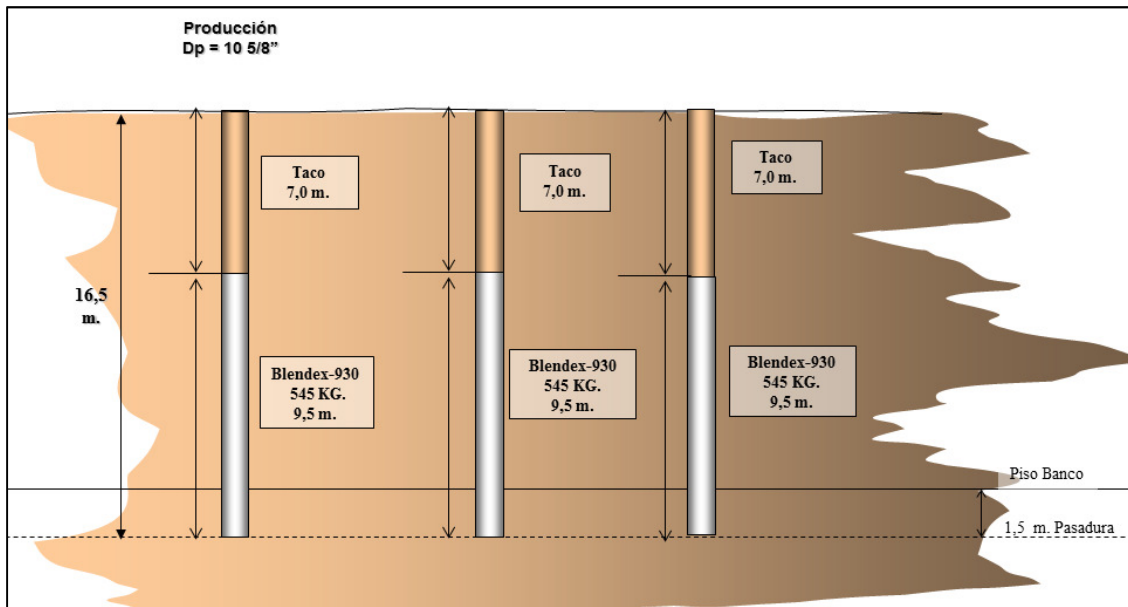 Producción
Dp = 10 5/8”
Taco
7,0 m.
Taco
7,0 m.
Taco
7,0 m.
16,5
m.
Blendex-930
545 KG.
9,5 m.
Blendex-930
545 KG.
9,5 m.
Blendex-930
545 KG.
9,5 m.
Piso Banco
1,5 m. Pasadura